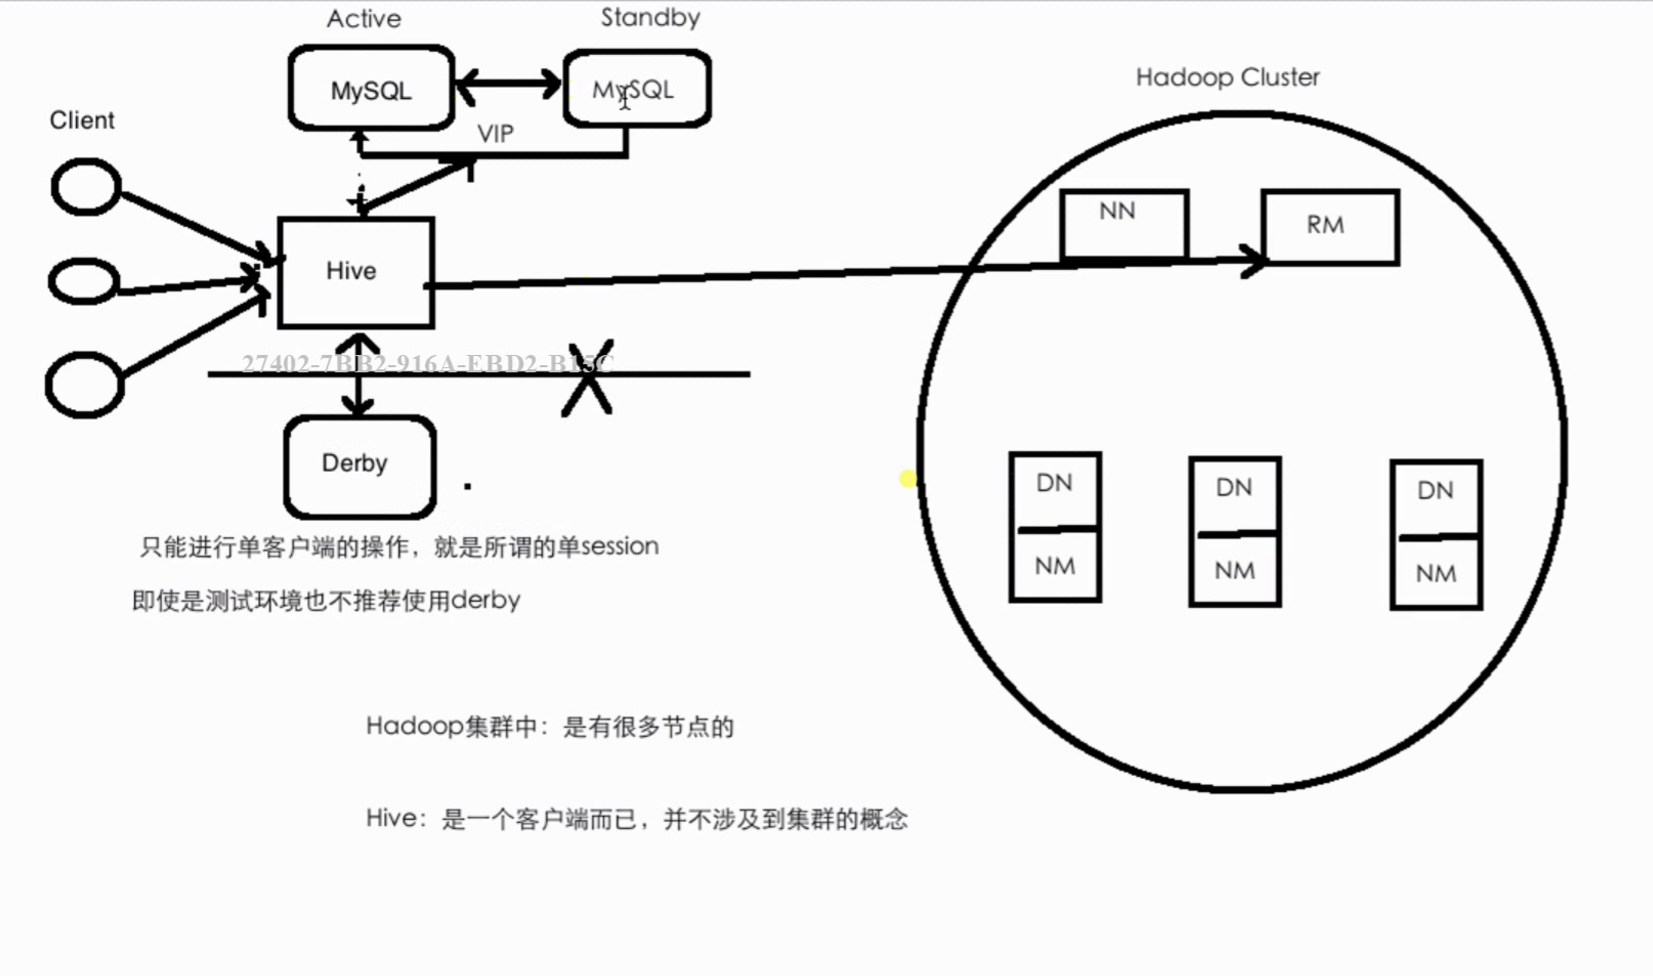 Active
Standby
MySQL
MySQL
VIP
Client
Hive
Derby
只能进行单客户端的操作，就是所谓的单session
即使是测试环境也不推荐使用derby
Hadoop Cluster
NN
RM
DN
NM
DN
NM
DN
NM
Hadoop集群中：是有很多节点的
Hive：是一个客户端而已，并不涉及到集群的概念